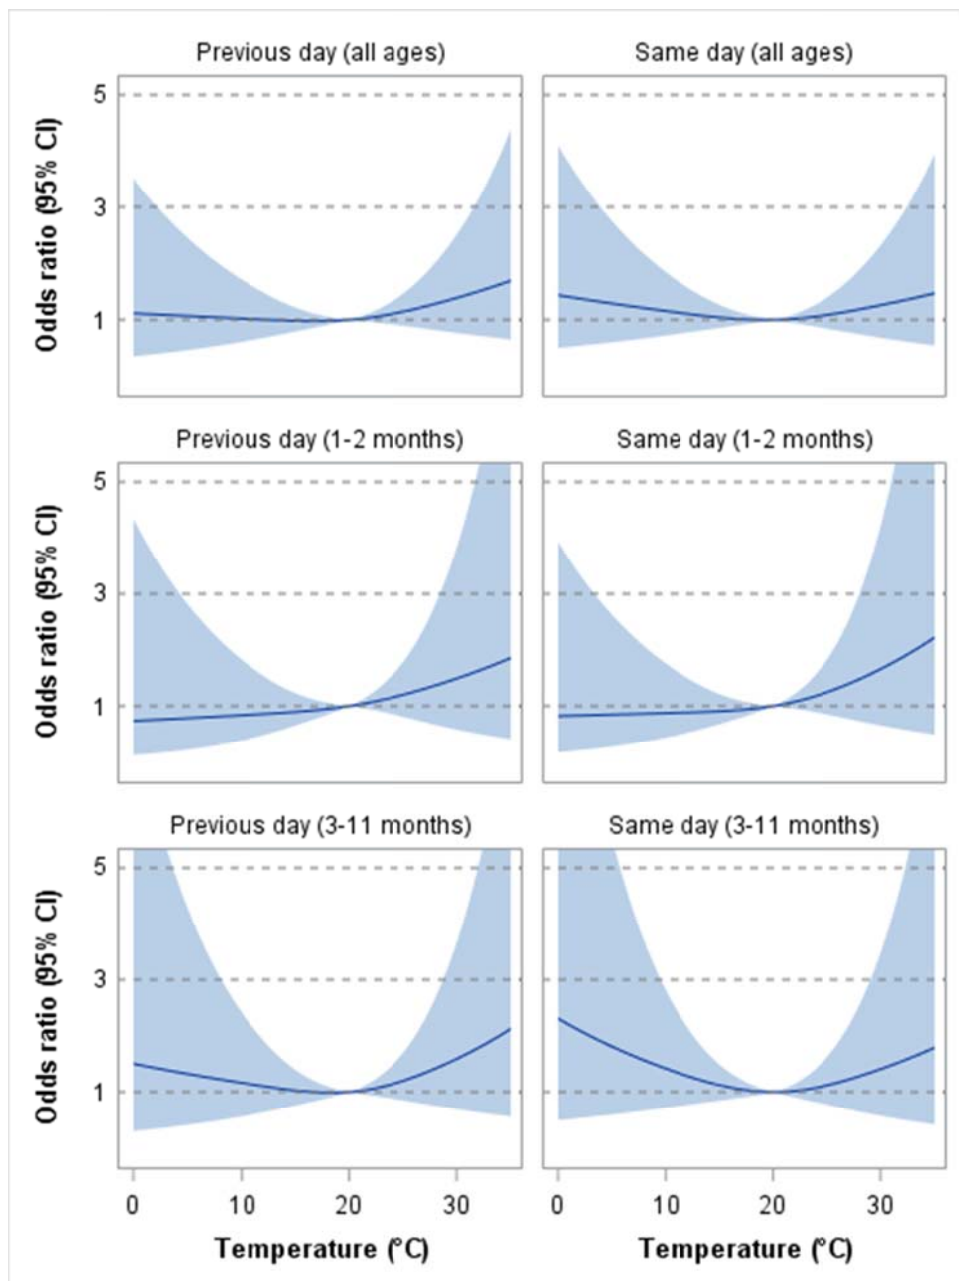 Previous day (all ages)
Same day (all ages)
Odds ratio (95% CI)
5
3
1
Previous day (1-2 months)
Same day (1-2 months)
Odds ratio (95% CI)
5
3
1
Previous day (3-11 months)
Same day (3-11 months)
Odds ratio (95% CI)
5
3
1
0 10 20 30
0 10 20 30
Temperature (°C)
Temperature (°C)